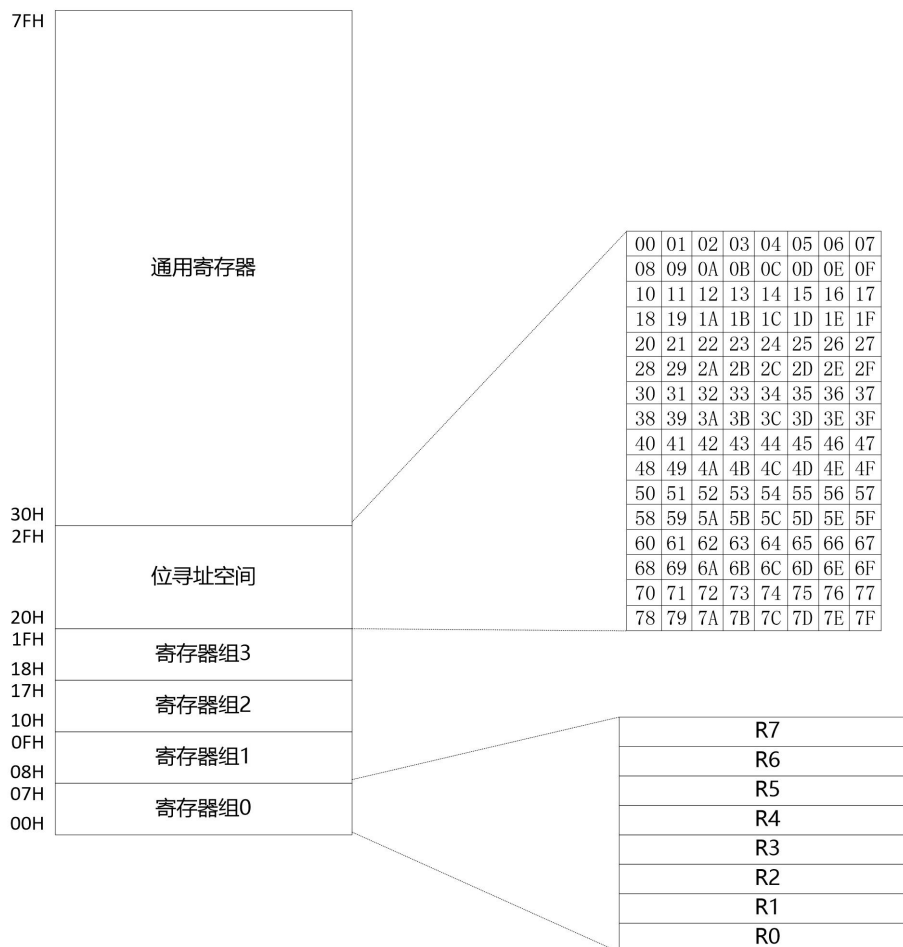 7FH
通用寄存器
30H
2FH
位寻址空间
20H
1FH
寄存器组3
18H
17H
寄存器组2
10H
0FH
寄存器组1
08H
07H
寄存器组0
00H
00 01 02 03 04 05 06 07
08 09 0A 0B 0C 0D 0E 0F
10 11 12 13 14 15 16 17
18 19 1A 1B 1C 1D 1E 1F
20 21 22 23 24 25 26 27
28 29 2A 2B 2C 2D 2E 2F
30 31 32 33 34 35 36 37
38 39 3A 3B 3C 3D 3E 3F
40 41 42 43 44 45 46 47
48 49 4A 4B 4C 4D 4E 4F
50 51 52 53 54 55 56 57
58 59 5A 5B 5C 5D 5E 5F
60 61 62 63 64 65 66 67
68 69 6A 6B 6C 6D 6E 6F
70 71 72 73 74 75 76 77
78 79 7A 7B 7C 7D 7E 7F
R7
R6
R5
R4
R3
R2
R1
R0